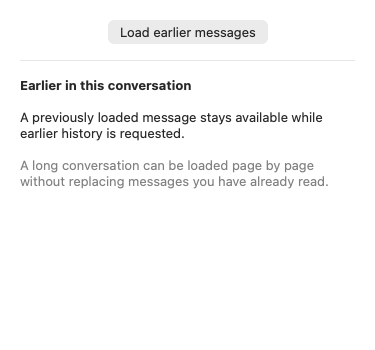 Load earlier messages
Earlier in this conversation
A previously loaded message stays available while
earlier history is requested.
A long conversation can be loaded page by page
without replacing messages you have already read.